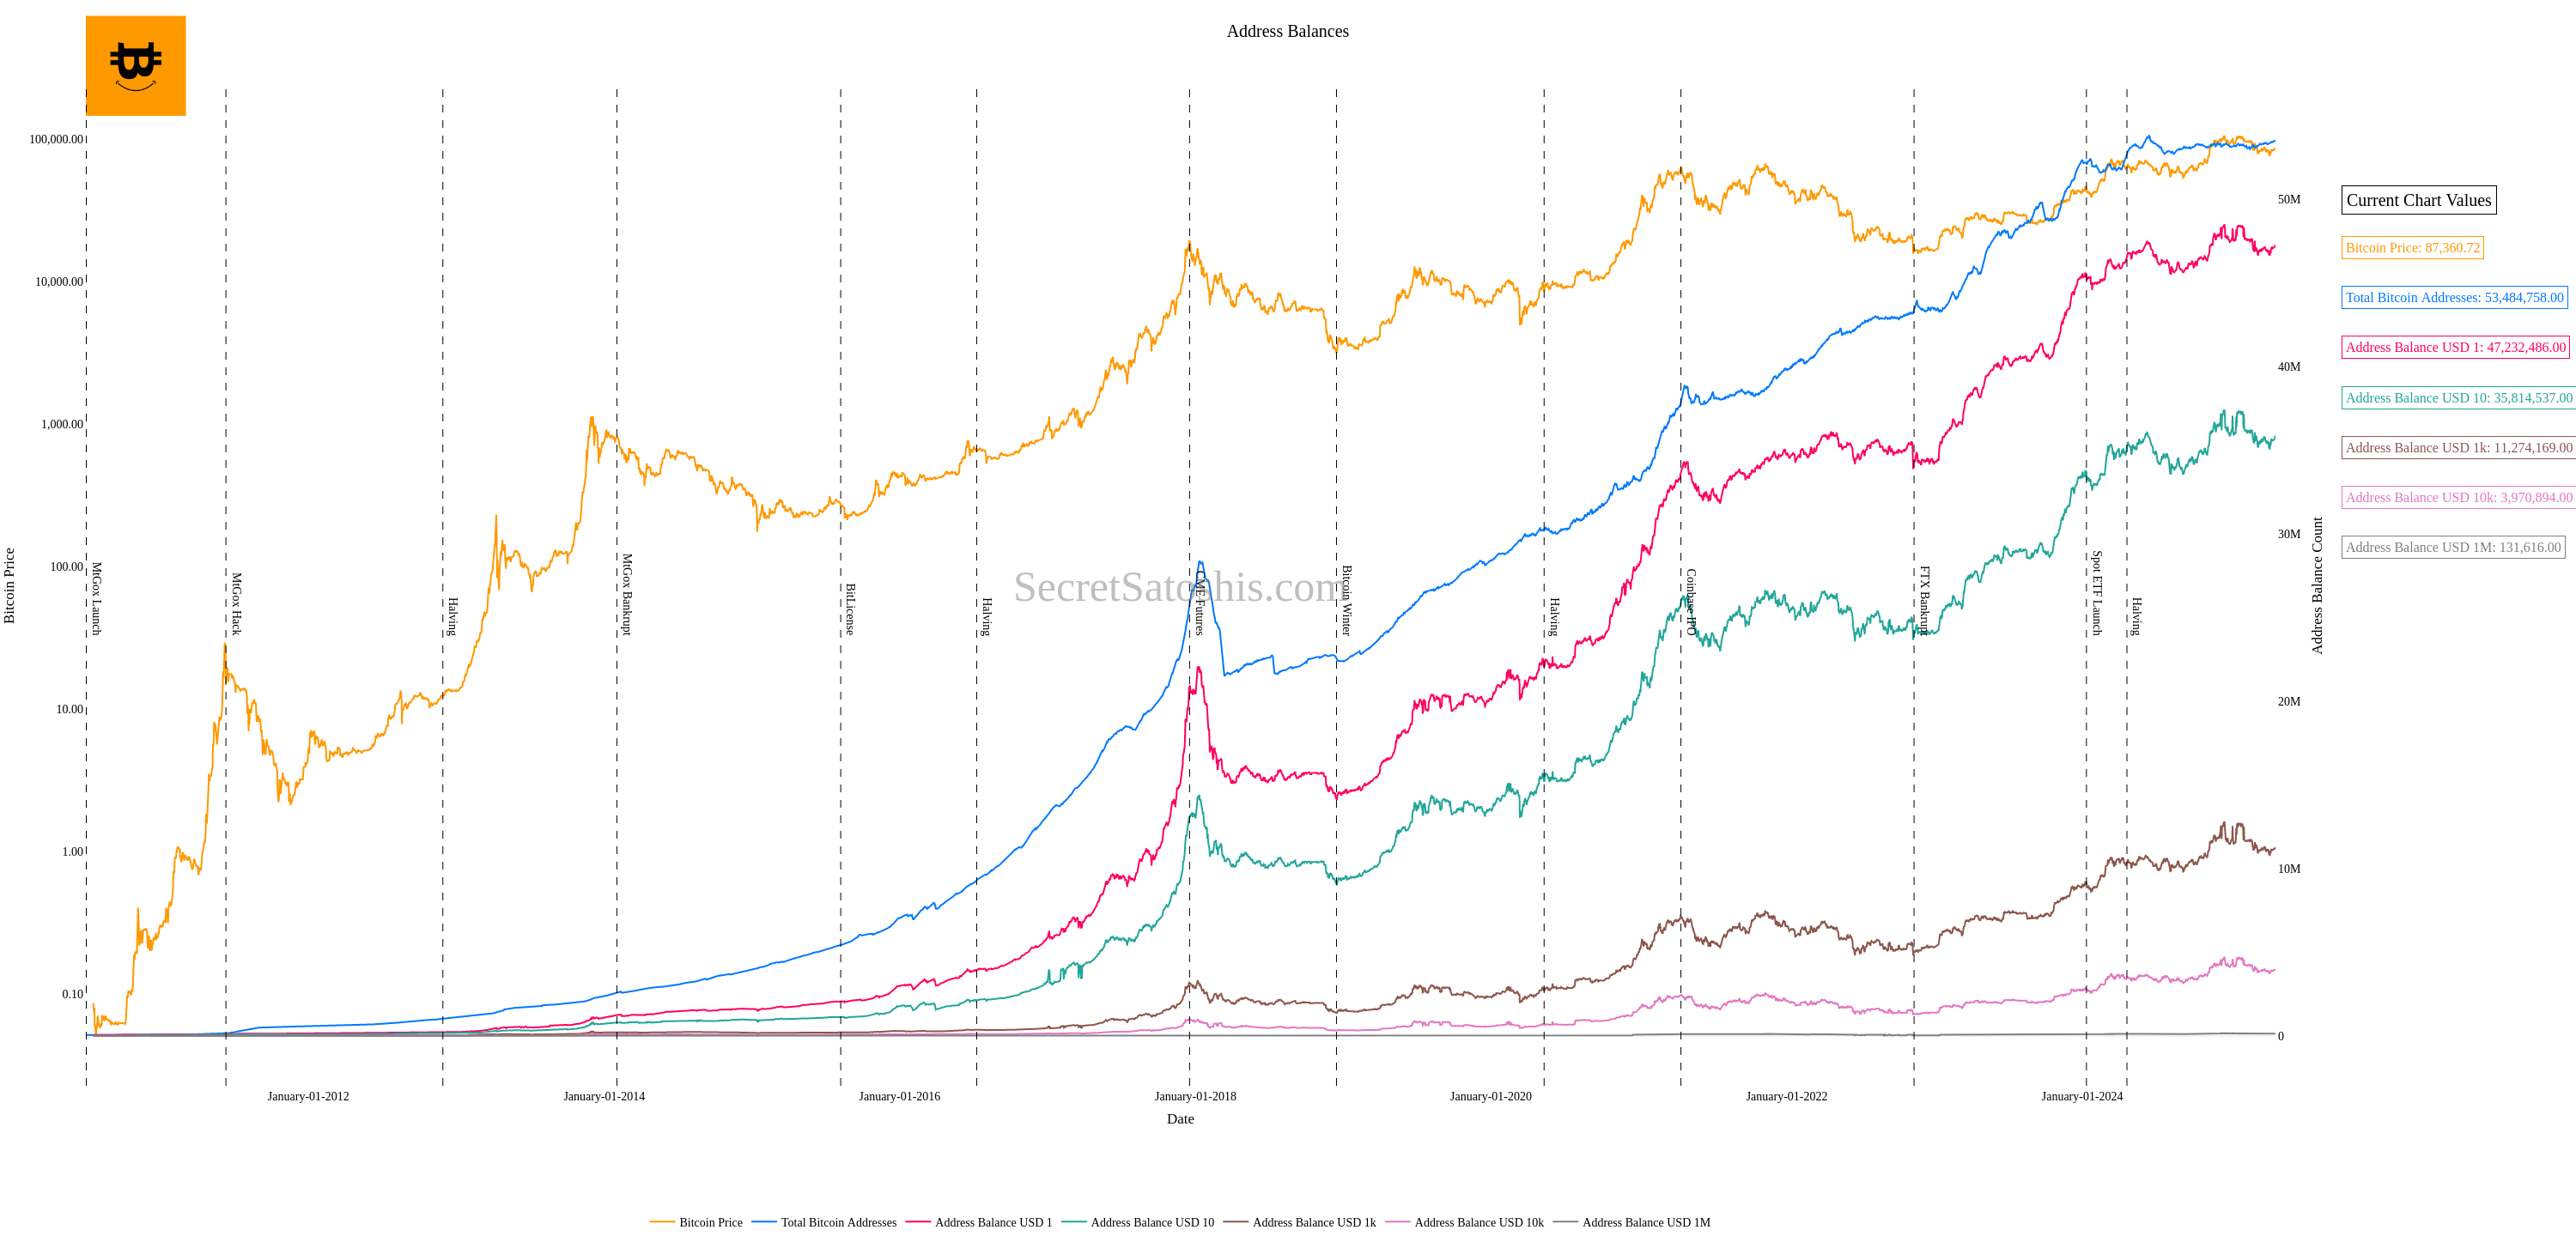 Address Balances
100,000.00
10,000.00
1,000.00
100.00
10.00
1.00
0.10
Bitcoin Price
MtGox Launch
MtGox Hack
Halving
MtGox Bankrupt
BitLicense
Halving
CME Futures
Bitcoin Winter
Halving
Coinbase IPO
FTX Bankrupt
Spot ETF Launch
Halving
SecretSatoshis.com
50M
40M
30M
20M
10M
0
Address Balance Count
Current Chart Values
Bitcoin Price: 87,360.72
Total Bitcoin Addresses: 53,484,758.00
Address Balance USD 1: 47,232,486.00
Address Balance USD 10: 35,814,537.00
Address Balance USD 1k: 11,274,169.00
Address Balance USD 10k: 3,970,894.00
Address Balance USD 1M: 131,616.00
January-01-2012
January-01-2014
January-01-2016
January-01-2018
January-01-2020
January-01-2022
January-01-2024
Date
Bitcoin Price
Total Bitcoin Addresses
Address Balance USD 1
Address Balance USD 10
Address Balance USD 1k
Address Balance USD 10k
Address Balance USD 1M